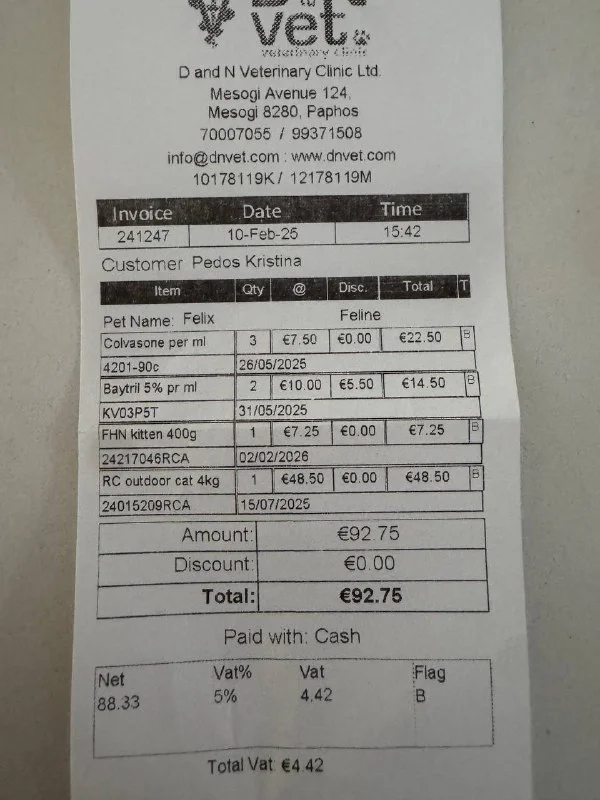 vet
veterinary clinic
D and N Veterinary Clinic Ltd.
Mesogi Avenue 124,
Mesogi 8280, Paphos
70007055 / 99371508
info@dnvet.com : www.dnvet.com
10178119K / 12178119M
Invoice Date Time
241247 10-Feb-25 15:42
Customer Pedos Kristina
Item Qty @ Disc. Total T
Pet Name: Felix Feline
Colvasone per ml 3 €7.50 €0.00 €22.50 B
4201-90c 26/05/2025
Baytril 5% pr ml 2 €10.00 €5.50 €14.50 B
KV03P5T 31/05/2025
FHN kitten 400g 1 €7.25 €0.00 €7.25 B
24217046RCA 02/02/2026
RC outdoor cat 4kg 1 €48.50 €0.00 €48.50 B
24015209RCA 15/07/2025
Amount: €92.75
Discount: €0.00
Total: €92.75
Paid with: Cash
Net Vat% Vat Flag
88.33 5% 4.42 B
Total Vat €4.42